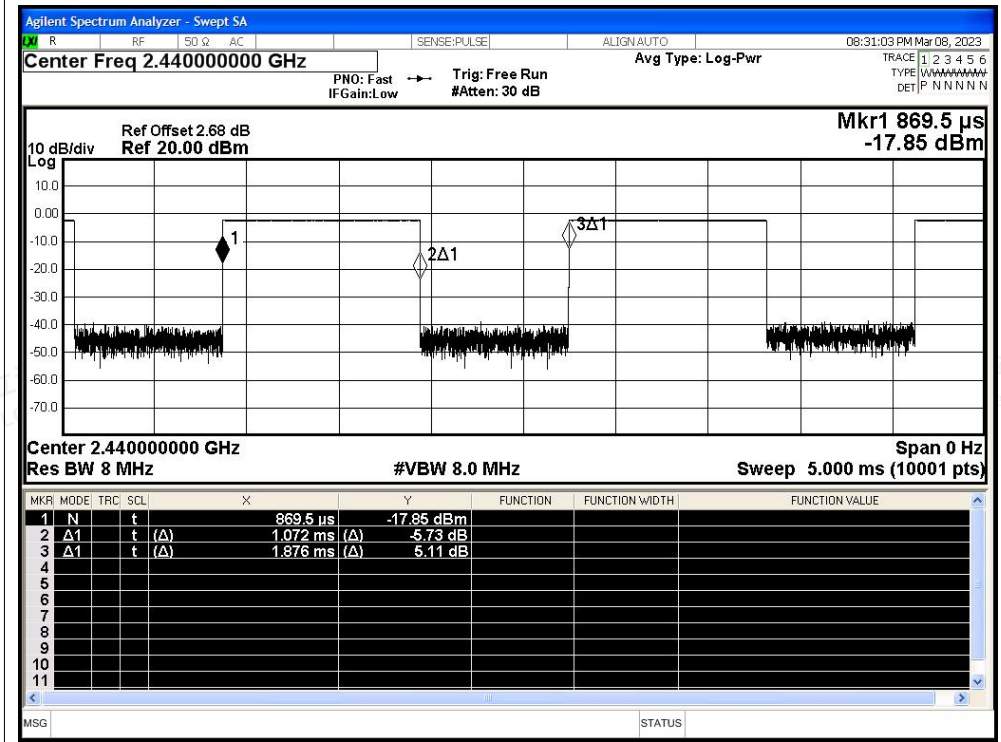 Agilent Spectrum Analyzer - Swept SA
LXI R RF 50 Ω AC SENSE:PULSE ALIGN AUTO 08:31:03 PM Mar 08, 2023
Center Freq 2.440000000 GHz
PNO: Fast
IFGain:Low
Trig: Free Run
#Atten: 30 dB
Avg Type: Log-Pwr
TRACE 1 2 3 4 5 6
TYPE
DET P N N N N N
Mkr1 869.5 µs
-17.85 dBm
Ref Offset 2.68 dB
10 dB/div Ref 20.00 dBm
Log
10.0
0.00
-10.0
-20.0
-30.0
-40.0
-50.0
-60.0
-70.0
1
2Δ1
3Δ1
Center 2.440000000 GHz Span 0 Hz
Res BW 8 MHz #VBW 8.0 MHz Sweep 5.000 ms (10001 pts)
MKR MODE TRC SCL X Y FUNCTION FUNCTION WIDTH FUNCTION VALUE
1 N t 869.5 µs -17.85 dBm
2 Δ1 t (Δ) 1.072 ms (Δ) -5.73 dB
3 Δ1 t (Δ) 1.876 ms (Δ) 5.11 dB
4
5
6
7
8
9
10
11
MSG STATUS